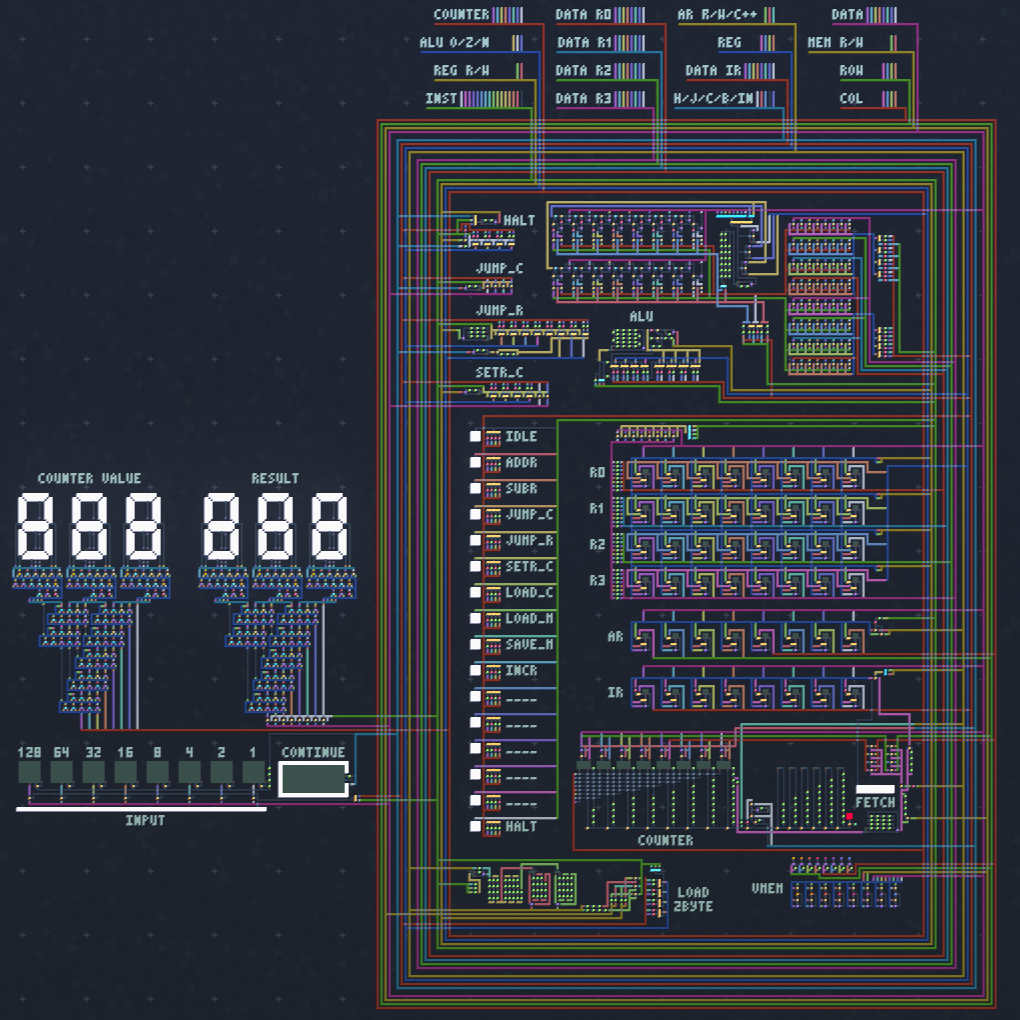 COUNTER DATA R0 AR R/W/C++ DATA
ALU O/Z/N DATA R1 REG MEM R/W
REG R/W DATA R2 DATA IR ROW
INST DATA R3 H/J/C/B/IN COL
HALT
JUMP_C
JUMP_R
ALU
SETR_C
IDLE
ADDR
SUBR
JUMP_C
JUMP_R
SETR_C
LOAD_C
LOAD_M
SAVE_M
INCR
----
----
----
----
----
HALT
R0
R1
R2
R3
AR
IR
COUNTER VALUE RESULT
888 888
128 64 32 16 8 4 2 1 CONTINUE
INPUT
FETCH
COUNTER
LOAD
2BYTE
VMEM